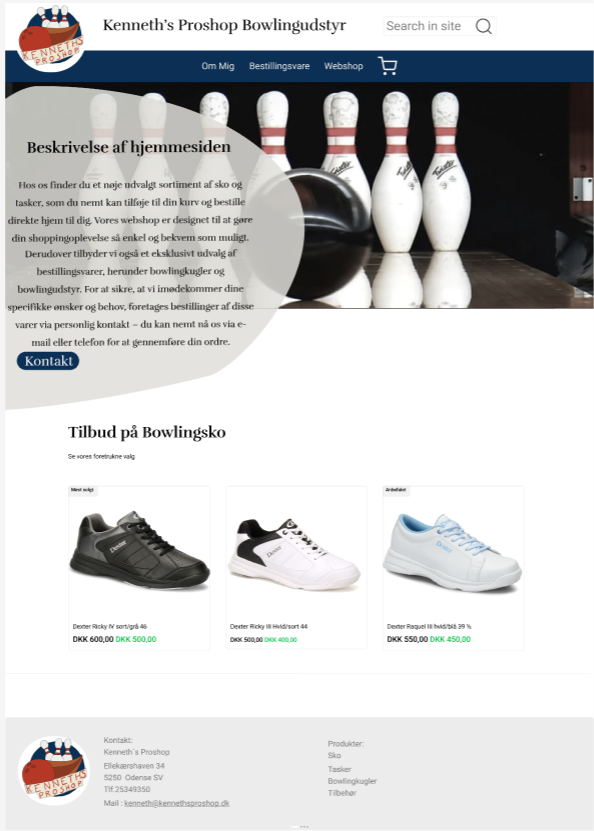 KENNETHS
PROSHOP
Kenneth's Proshop Bowlingudstyr
Search in site
Om Mig
Bestillingsvare
Webshop
Beskrivelse af hjemmesiden
Hos os finder du et nøje udvalgt sortiment af sko og
tasker, som du nemt kan tilføje til din kurv og bestille
direkte hjem til dig. Vores webshop er designet til at gøre
din shoppingoplevelse så enkel og bekvem som muligt.
Derudover tilbyder vi også et eksklusivt udvalg af
bestillingsvarer, herunder bowlingkugler og
bowlingudstyr. For at sikre, at vi imødekommer dine
specifikke ønsker og behov, foretages bestillinger af disse
varer via personlig kontakt – du kan nemt nå os via e-
mail eller telefon for at gennemføre din ordre.
Kontakt
Twister
Twister
Tilbud på Bowlingsko
Se vores foretrukne valg
Mest solgt
Dexter
Dexter Ricky IV sort/grå 46
DKK 600,00 DKK 500,00
Dexter
Dexter Ricky III Hvid/sort 44
DKK 500,00 DKK 400,00
Anbefalet
Dexter
Dexter Raquel III hvid/blå 39 ½
DKK 550,00 DKK 450,00
KENNETHS
PROSHOP
Kontakt:
Kenneth´s Proshop
Ellekærshaven 34
5250 Odense SV
Tlf.25349350
Mail : kenneth@kennethsproshop.dk
Produkter:
Sko
Tasker
Bowlingkugler
Tilbehør